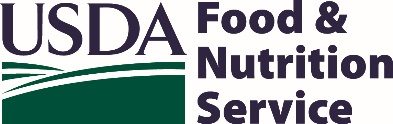 USDA
Food &
Nutrition
Service